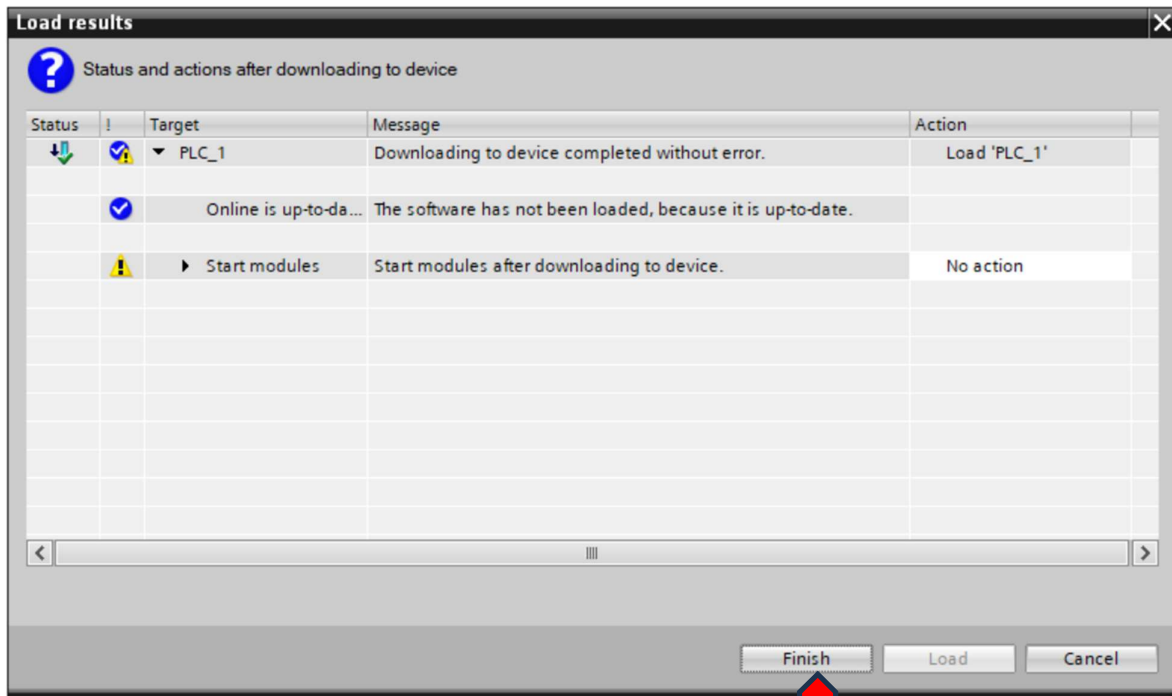 Load results
Status and actions after downloading to device
Status ! Target Message Action
PLC_1 Downloading to device completed without error. Load 'PLC_1'
Online is up-to-da... The software has not been loaded, because it is up-to-date.
Start modules Start modules after downloading to device. No action
Finish Load Cancel